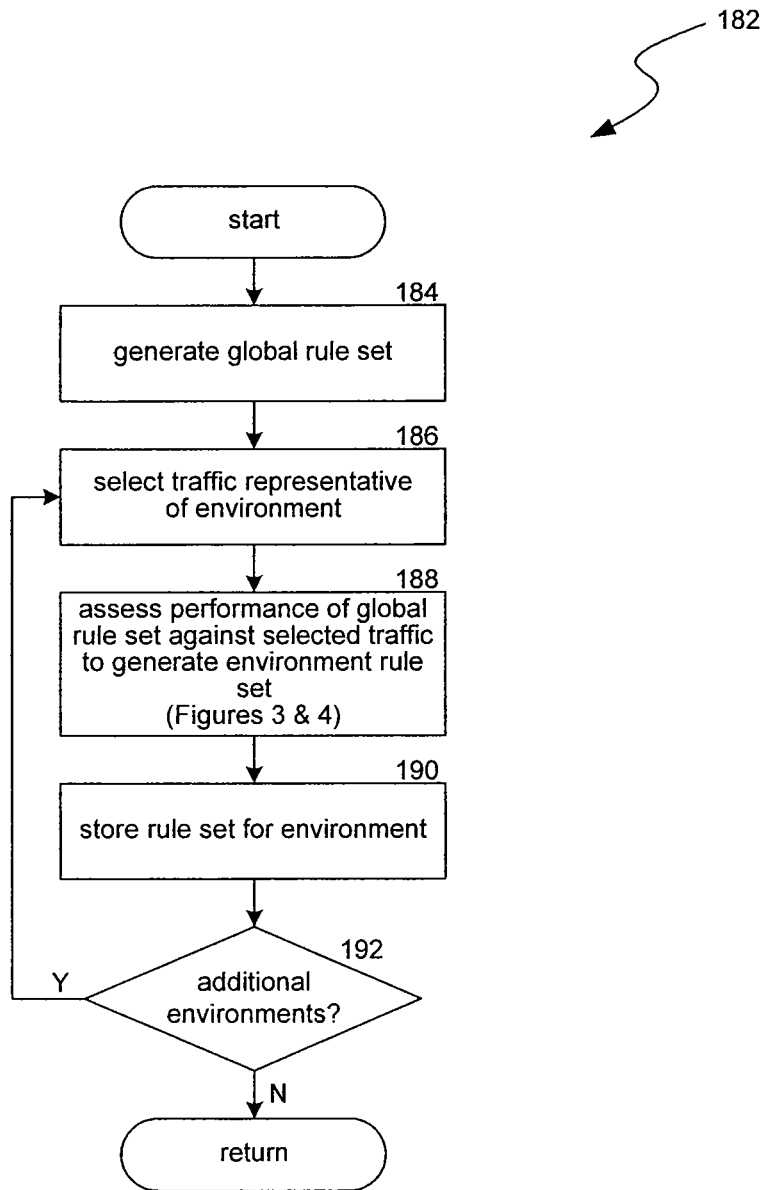 182
start
184
generate global rule set
186
select traffic representative
of environment
188
assess performance of global
rule set against selected traffic
to generate environment rule
set
(Figures 3 & 4)
190
store rule set for environment
192
Y
additional
environments?
N
return